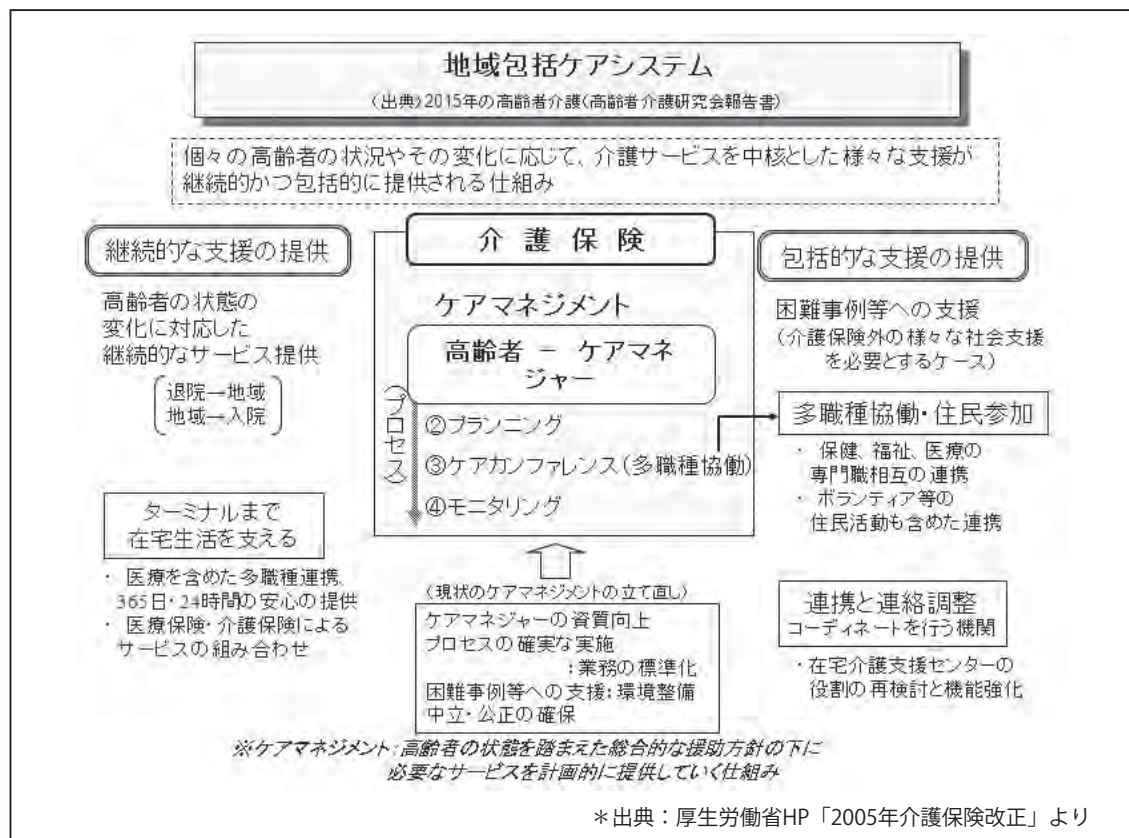 地域包括ケアシステム
(出典)2015年の高齢者介護(高齢者介護研究会報告書)
個々の高齢者の状況やその変化に応じて、介護サービスを中核とした様々な支援が
継続的かつ包括的に提供される仕組み
継続的な支援の提供
高齢者の状態の
変化に対応した
継続的なサービス提供
退院→地域
地域→入院
ターミナルまで
在宅生活を支える
・ 医療を含めた多職種連携、
365日・24時間の安心の提供
・ 医療保険・介護保険による
サービスの組み合わせ
介護保険
ケアマネジメント
高齢者 － ケアマネ
ジャー
(プロセス)
②プランニング
③ケアカンファレンス(多職種協働)
④モニタリング
(現状のケアマネジメントの立て直し)
ケアマネジャーの資質向上
プロセスの確実な実施
:業務の標準化
困難事例等への支援:環境整備
中立・公正の確保
包括的な支援の提供
困難事例等への支援
(介護保険外の様々な社会支援
を必要とするケース)
多職種協働・住民参加
・ 保健、福祉、医療の
専門職相互の連携
・ ボランティア等の
住民活動も含めた連携
連携と連絡調整
コーディネートを行う機関
・在宅介護支援センターの
役割の再検討と機能強化
※ケアマネジメント:高齢者の状態を踏まえた総合的な援助方針の下に
必要なサービスを計画的に提供していく仕組み
＊出典：厚生労働省HP「2005年介護保険改正」より